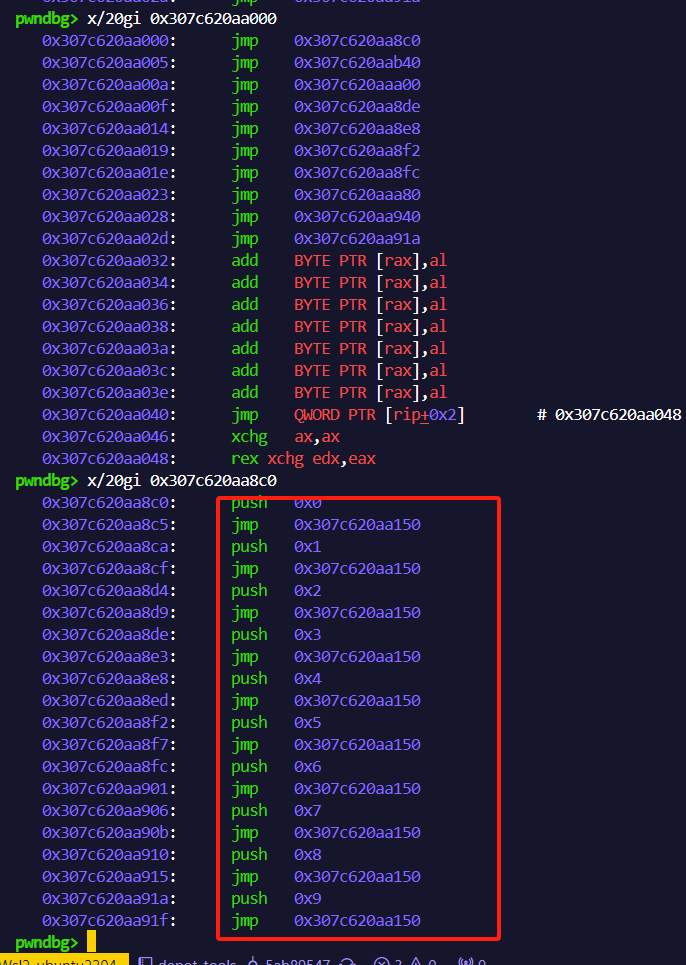 pwndbg> x/20gi 0x307c620aa000
0x307c620aa000: jmp 0x307c620aa8c0
0x307c620aa005: jmp 0x307c620aab40
0x307c620aa00a: jmp 0x307c620aaa00
0x307c620aa00f: jmp 0x307c620aa8de
0x307c620aa014: jmp 0x307c620aa8e8
0x307c620aa019: jmp 0x307c620aa8f2
0x307c620aa01e: jmp 0x307c620aa8fc
0x307c620aa023: jmp 0x307c620aaa80
0x307c620aa028: jmp 0x307c620aa940
0x307c620aa02d: jmp 0x307c620aa91a
0x307c620aa032: add BYTE PTR [rax],al
0x307c620aa034: add BYTE PTR [rax],al
0x307c620aa036: add BYTE PTR [rax],al
0x307c620aa038: add BYTE PTR [rax],al
0x307c620aa03a: add BYTE PTR [rax],al
0x307c620aa03c: add BYTE PTR [rax],al
0x307c620aa03e: add BYTE PTR [rax],al
0x307c620aa040: jmp QWORD PTR [rip+0x2] # 0x307c620aa048
0x307c620aa046: xchg ax,ax
0x307c620aa048: rex xchg edx,eax
pwndbg> x/20gi 0x307c620aa8c0
0x307c620aa8c0: push 0x0
0x307c620aa8c5: jmp 0x307c620aa150
0x307c620aa8ca: push 0x1
0x307c620aa8cf: jmp 0x307c620aa150
0x307c620aa8d4: push 0x2
0x307c620aa8d9: jmp 0x307c620aa150
0x307c620aa8de: push 0x3
0x307c620aa8e3: jmp 0x307c620aa150
0x307c620aa8e8: push 0x4
0x307c620aa8ed: jmp 0x307c620aa150
0x307c620aa8f2: push 0x5
0x307c620aa8f7: jmp 0x307c620aa150
0x307c620aa8fc: push 0x6
0x307c620aa901: jmp 0x307c620aa150
0x307c620aa906: push 0x7
0x307c620aa90b: jmp 0x307c620aa150
0x307c620aa910: push 0x8
0x307c620aa915: jmp 0x307c620aa150
0x307c620aa91a: push 0x9
0x307c620aa91f: jmp 0x307c620aa150
pwndbg>